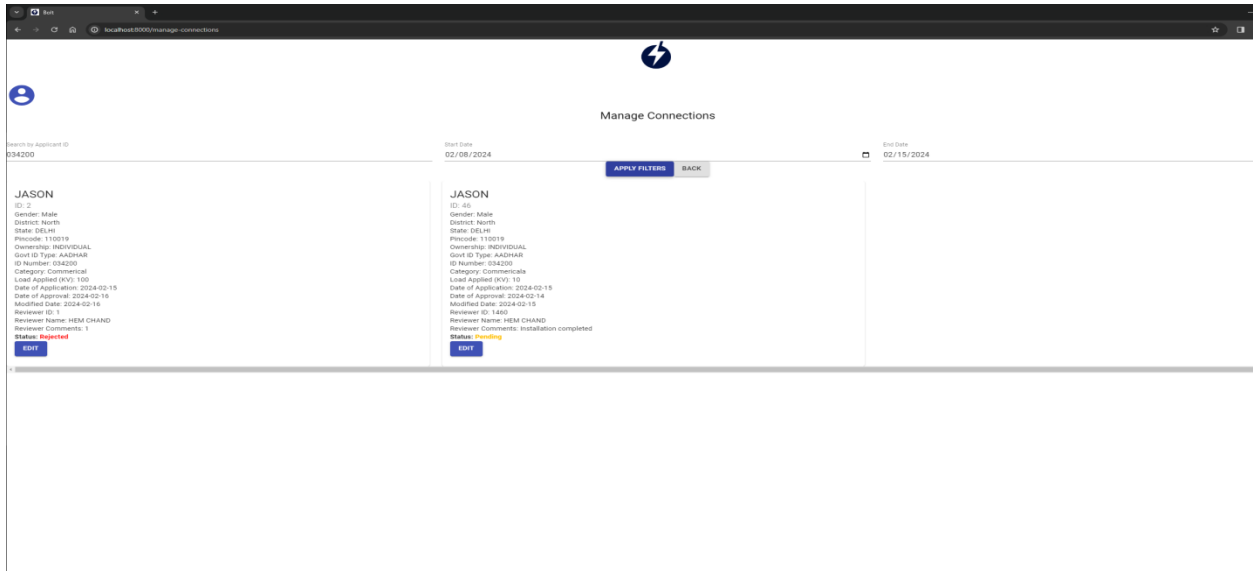 Bolt
localhost:8000/manage-connections
Manage Connections
Search by Applicant ID
034200
Start Date
02/08/2024
End Date
02/15/2024
APPLY FILTERS
BACK
JASON
ID: 2
Gender: Male
District: North
State: DELHI
Pincode: 110019
Ownership: INDIVIDUAL
Govt ID Type: AADHAR
ID Number: 034200
Category: Commerical
Load Applied (KV): 100
Date of Application: 2024-02-15
Date of Approval: 2024-02-16
Modified Date: 2024-02-16
Reviewer ID: 1
Reviewer Name: HEM CHAND
Reviewer Comments: 1
Status: Rejected
EDIT
JASON
ID: 46
Gender: Male
District: North
State: DELHI
Pincode: 110019
Ownership: INDIVIDUAL
Govt ID Type: AADHAR
ID Number: 034200
Category: Commericala
Load Applied (KV): 10
Date of Application: 2024-02-15
Date of Approval: 2024-02-14
Modified Date: 2024-02-15
Reviewer ID: 1460
Reviewer Name: HEM CHAND
Reviewer Comments: Installation completed
Status: Pending
EDIT